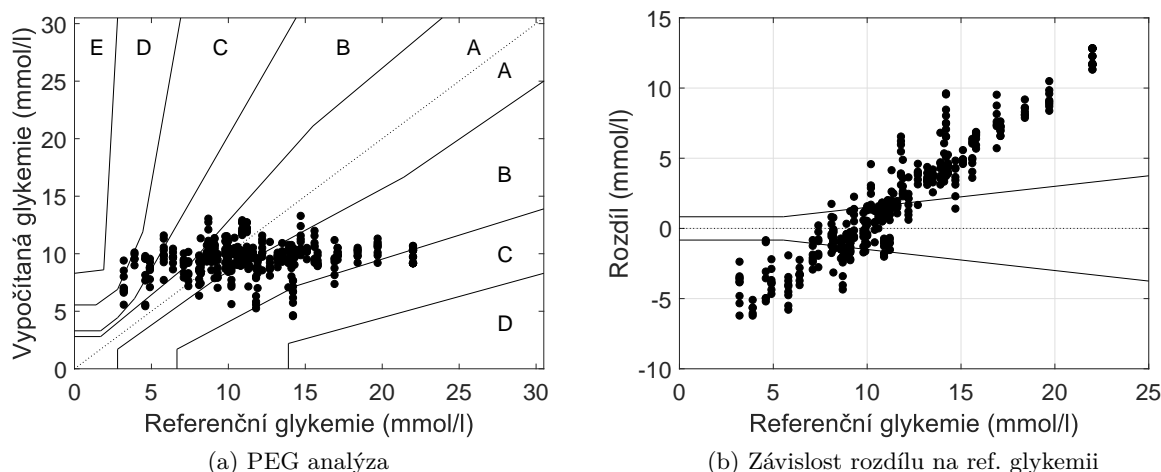 30
25
20
15
10
5
0
0 5 10 15 20 25 30
E D C B A
A
B
C
D
Vypočítaná glykemie (mmol/l)
Referenční glykemie (mmol/l)
(a) PEG analýza
15
10
5
0
-5
-10
0 5 10 15 20 25
Rozdíl (mmol/l)
Referenční glykemie (mmol/l)
(b) Závislost rozdílu na ref. glykemii